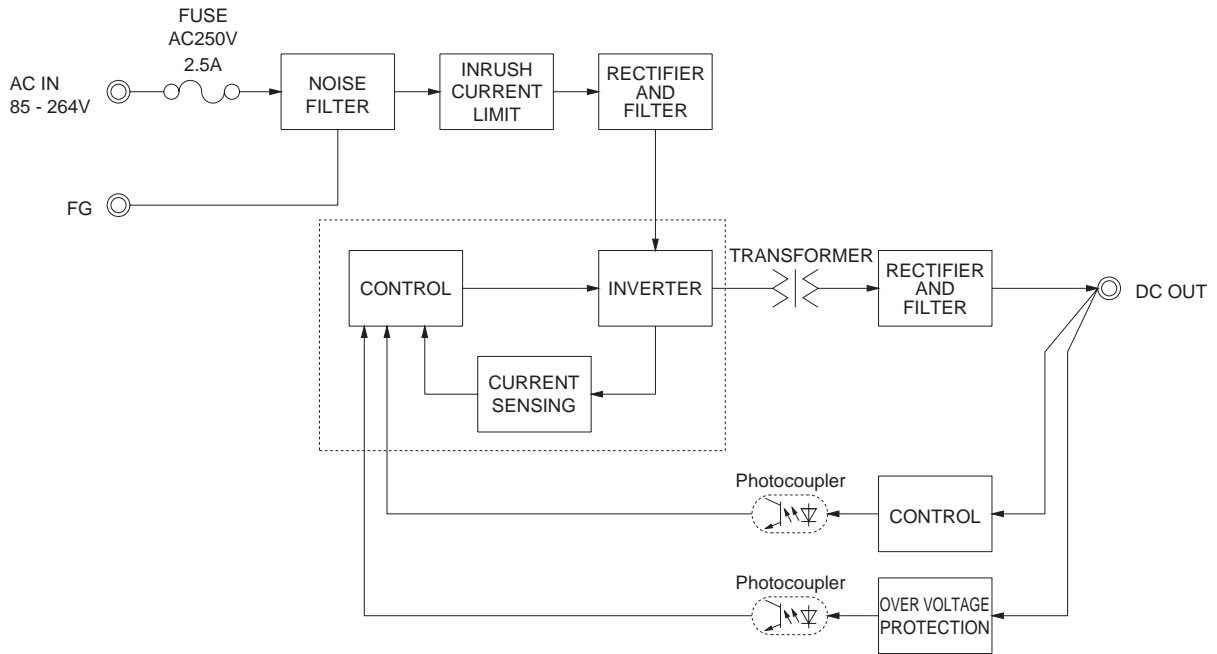 FUSE
AC250V
2.5A
AC IN
85 - 264V
NOISE
FILTER
INRUSH
CURRENT
LIMIT
RECTIFIER
AND
FILTER
FG
CONTROL
INVERTER
TRANSFORMER
RECTIFIER
AND
FILTER
DC OUT
CURRENT
SENSING
Photocoupler
CONTROL
Photocoupler
OVER VOLTAGE
PROTECTION